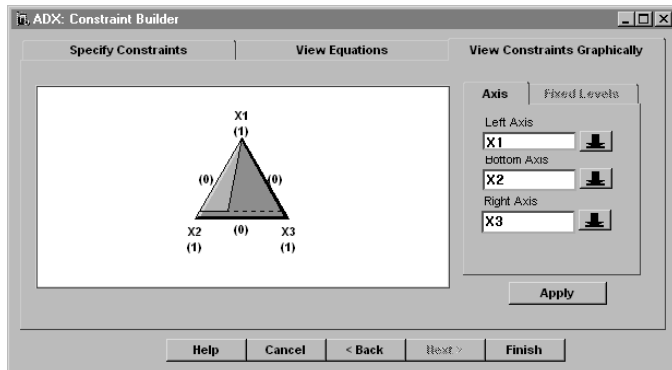 ADX: Constraint Builder
Specify Constraints
View Equations
View Constraints Graphically
X1
(1)
(0) (0)
X2 (0) X3
(1) (1)
Axis
Fixed Levels
Left Axis
X1
Bottom Axis
X2
Right Axis
X3
Apply
Help
Cancel
< Back
Next >
Finish